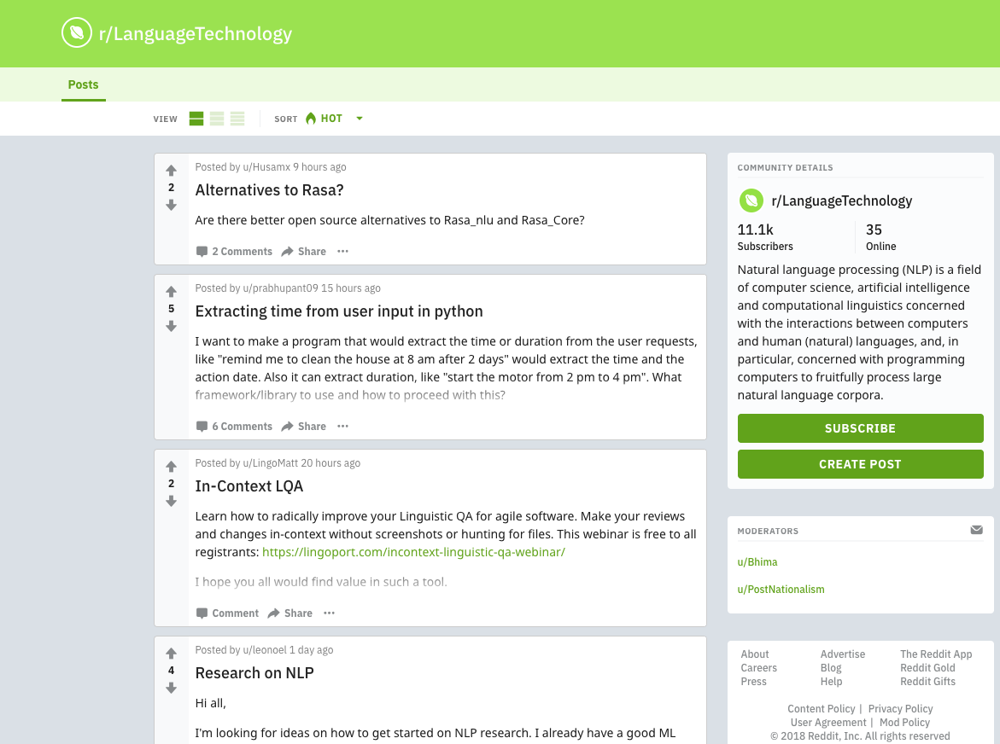 r/LanguageTechnology
Posts
VIEW SORT HOT
Posted by u/Husamx 9 hours ago
2
Alternatives to Rasa?
Are there better open source alternatives to Rasa_nlu and Rasa_Core?
2 Comments Share
Posted by u/prabhupant09 15 hours ago
5
Extracting time from user input in python
I want to make a program that would extract the time or duration from the user requests,
like "remind me to clean the house at 8 am after 2 days" would extract the time and the
action date. Also it can extract duration, like "start the motor from 2 pm to 4 pm". What
framework/library to use and how to proceed with this?
6 Comments Share
Posted by u/LingoMatt 20 hours ago
2
In-Context LQA
Learn how to radically improve your Linguistic QA for agile software. Make your reviews
and changes in-context without screenshots or hunting for files. This webinar is free to all
registrants: https://lingoport.com/incontext-linguistic-qa-webinar/
I hope you all would find value in such a tool.
Comment Share
Posted by u/leonoel 1 day ago
4
Research on NLP
Hi all,
I'm looking for ideas on how to get started on NLP research. I already have a good ML
COMMUNITY DETAILS
r/LanguageTechnology
11.1k 35
Subscribers Online
Natural language processing (NLP) is a field
of computer science, artificial intelligence
and computational linguistics concerned
with the interactions between computers
and human (natural) languages, and, in
particular, concerned with programming
computers to fruitfully process large
natural language corpora.
SUBSCRIBE
CREATE POST
MODERATORS
u/Bhima
u/PostNationalism
About Advertise The Reddit App
Careers Blog Reddit Gold
Press Help Reddit Gifts
Content Policy | Privacy Policy
User Agreement | Mod Policy
© 2018 Reddit, Inc. All rights reserved